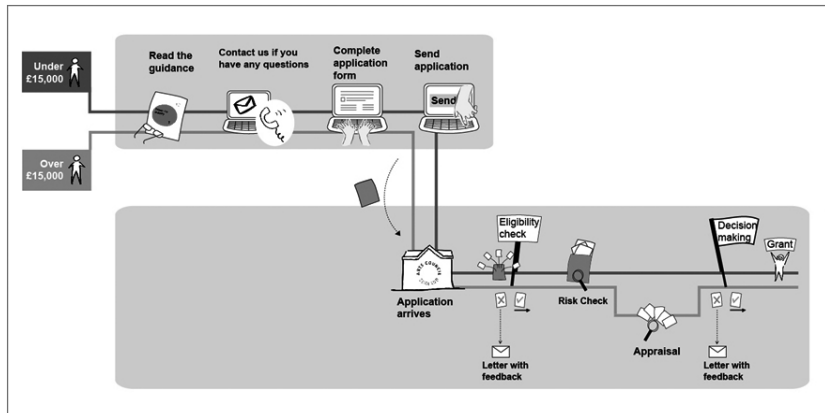 Under
£15,000
Over
£15,000
Read the
guidance
Contact us if you
have any questions
Complete
application
form
Send
application
Send
ARTS COUNCIL
Application
arrives
Eligibility
check
Letter with
feedback
Risk Check
Appraisal
Decision
making
Letter with
feedback
Grant